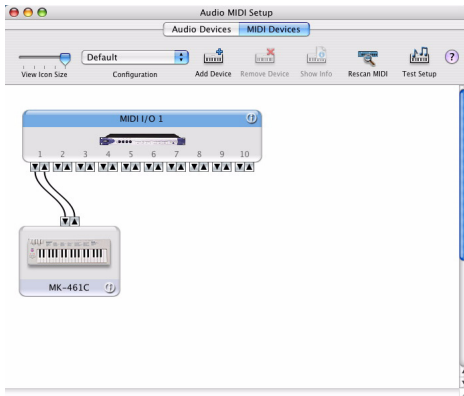 Audio MIDI Setup
Audio Devices MIDI Devices
Default
View Icon Size Configuration Add Device Remove Device Show Info Rescan MIDI Test Setup
?
MIDI I/O 1
1 2 3 4 5 6 7 8 9 10
MK-461C